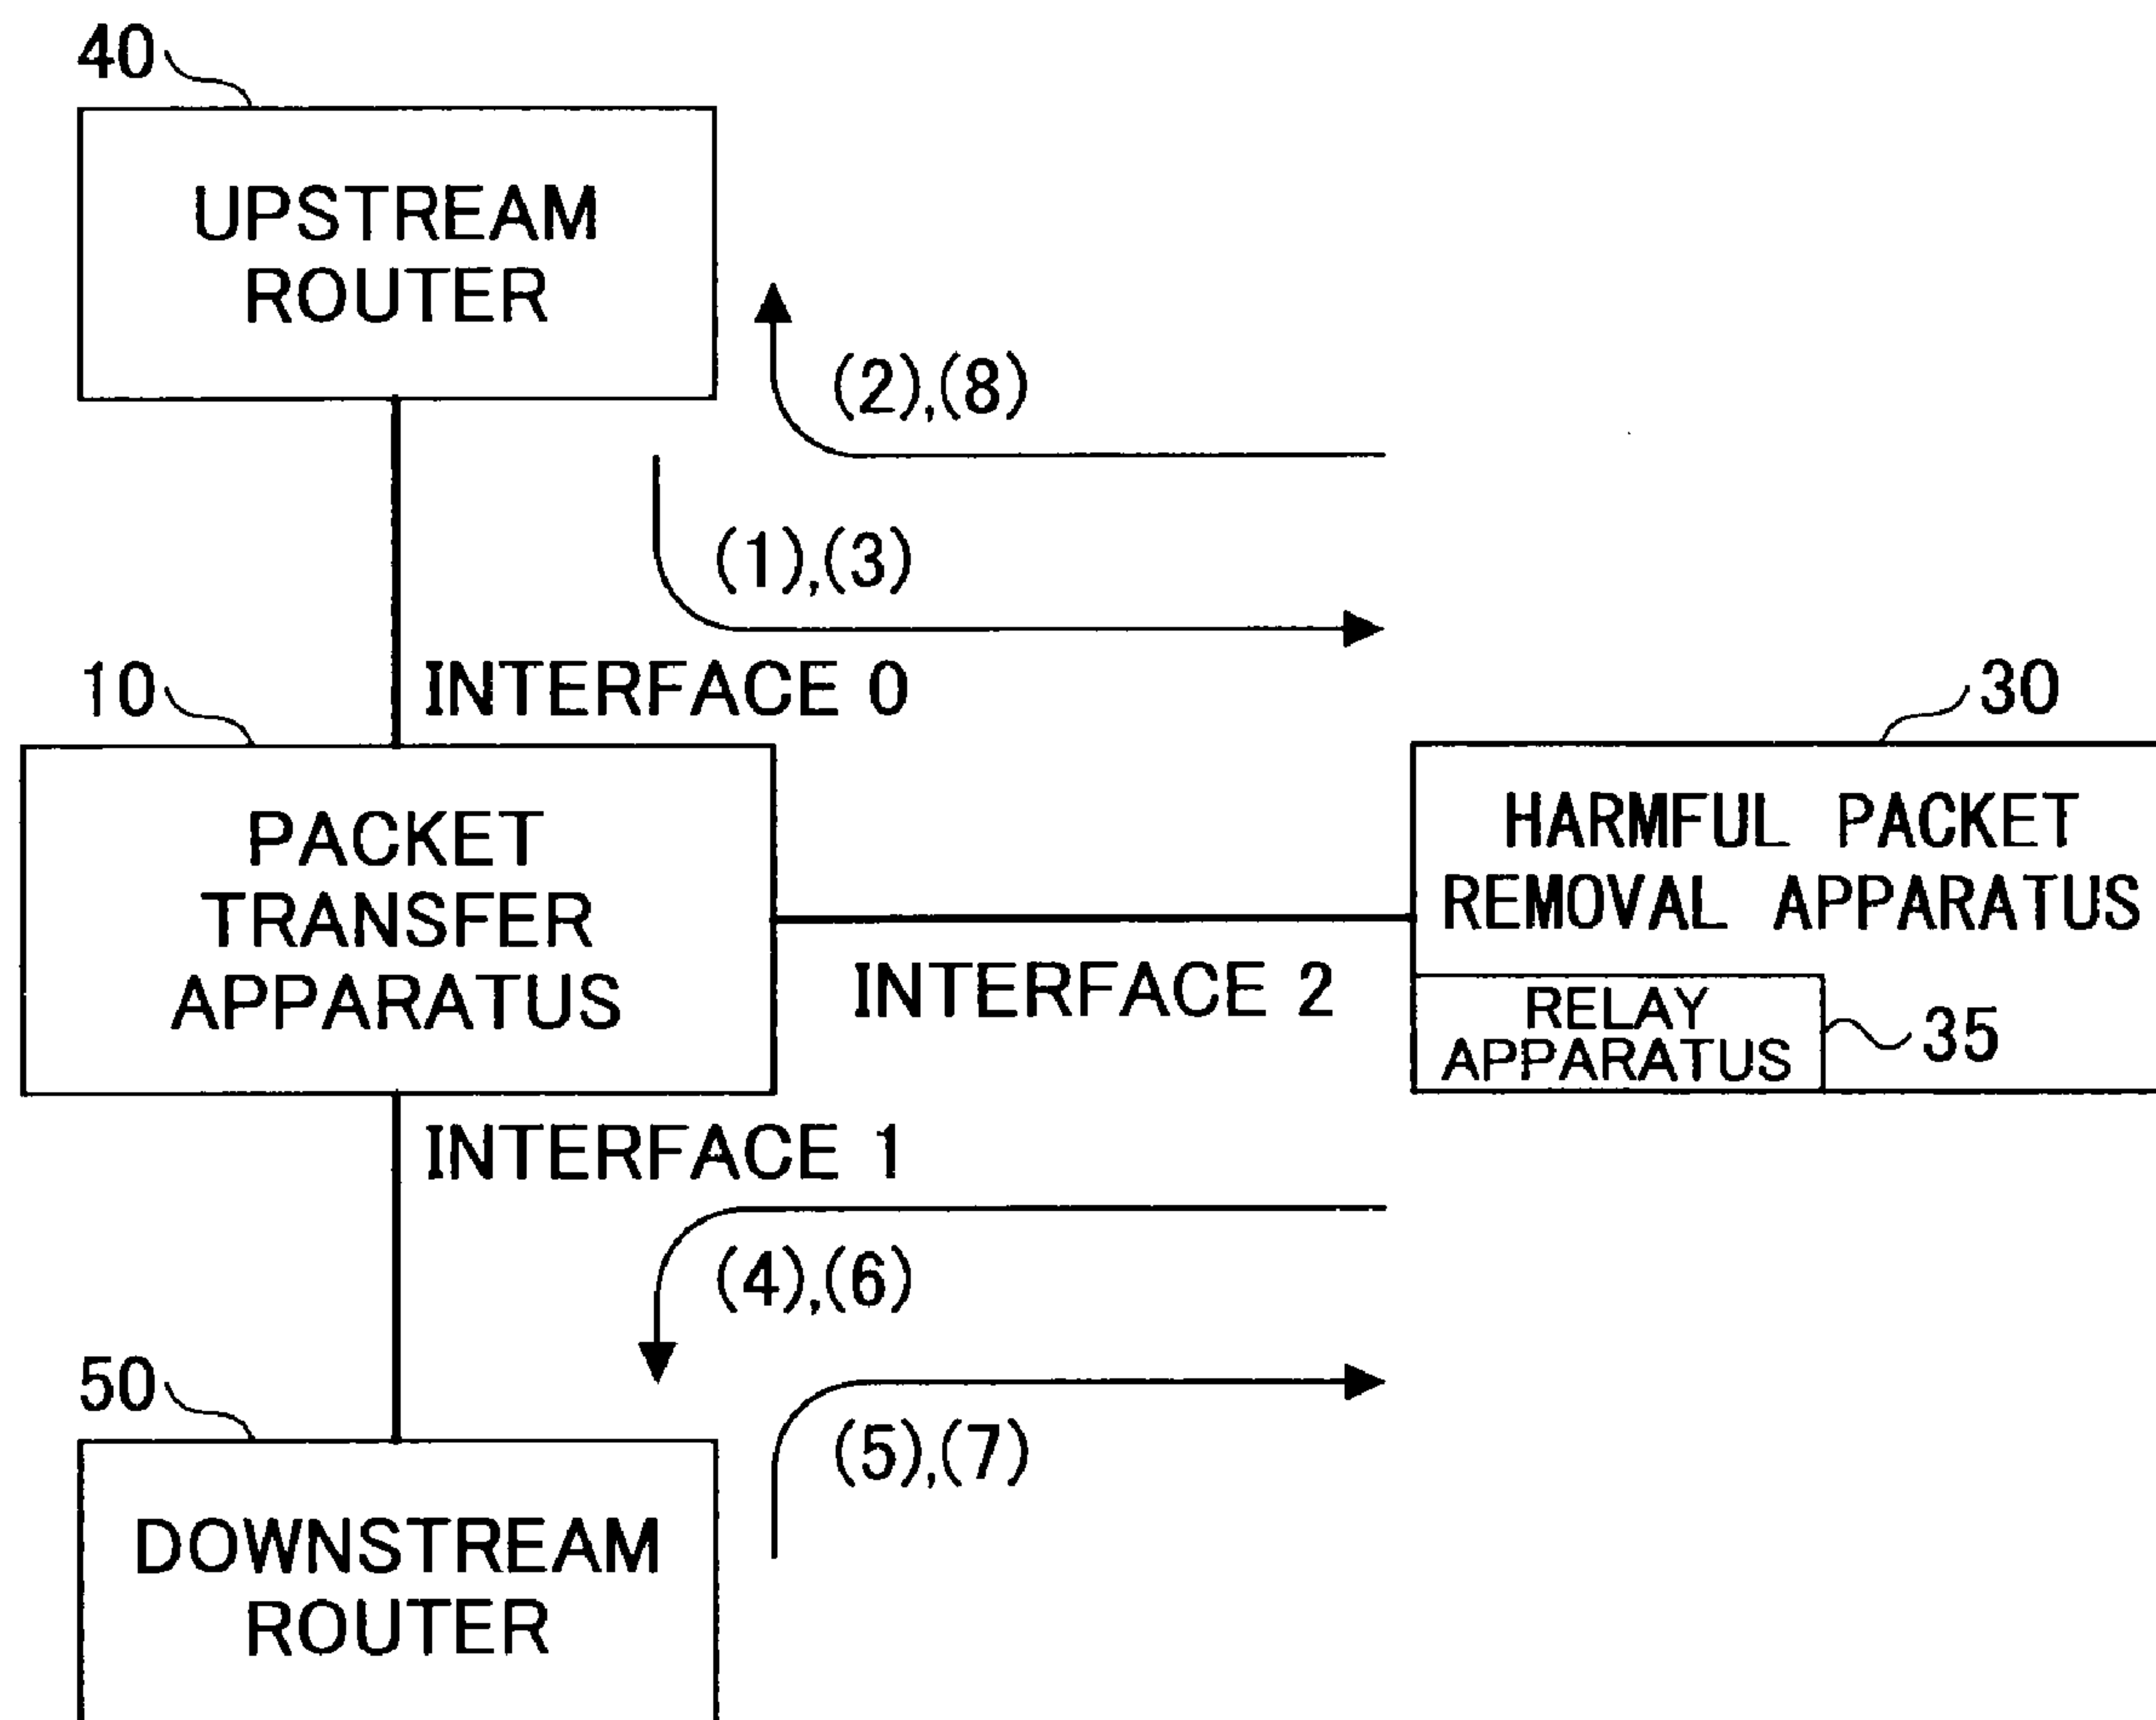 40
UPSTREAM
ROUTER
(2),(8)
(1),(3)
10
INTERFACE 0
30
PACKET
TRANSFER
APPARATUS
HARMFUL PACKET
REMOVAL APPARATUS
INTERFACE 2
RELAY
APPARATUS
35
INTERFACE 1
(4),(6)
50
(5),(7)
DOWNSTREAM
ROUTER